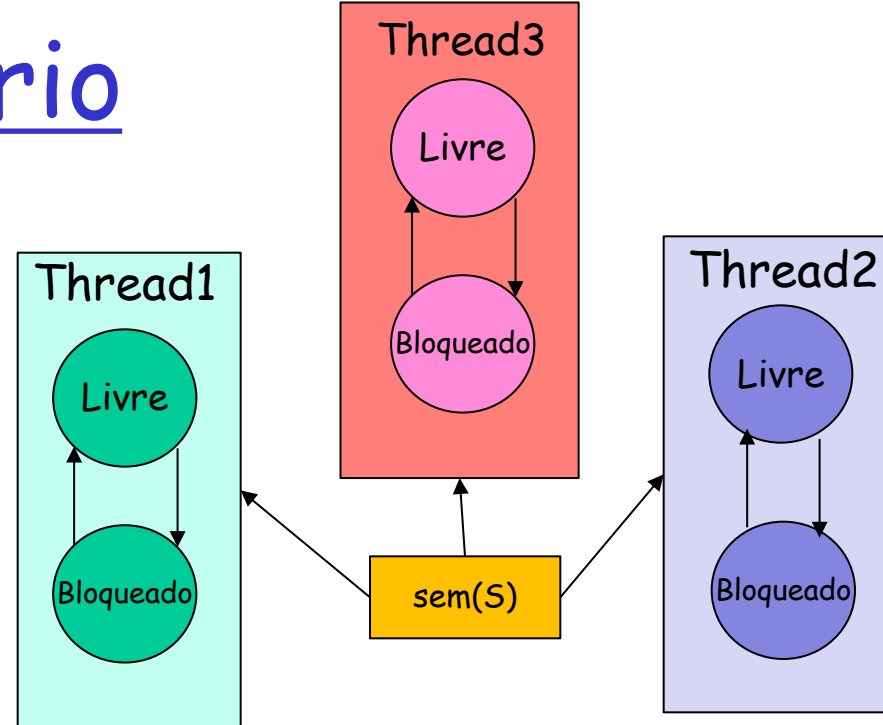 rio
Thread3
Livre
Bloqueado
Thread1
Livre
Bloqueado
Thread2
Livre
Bloqueado
sem(S)